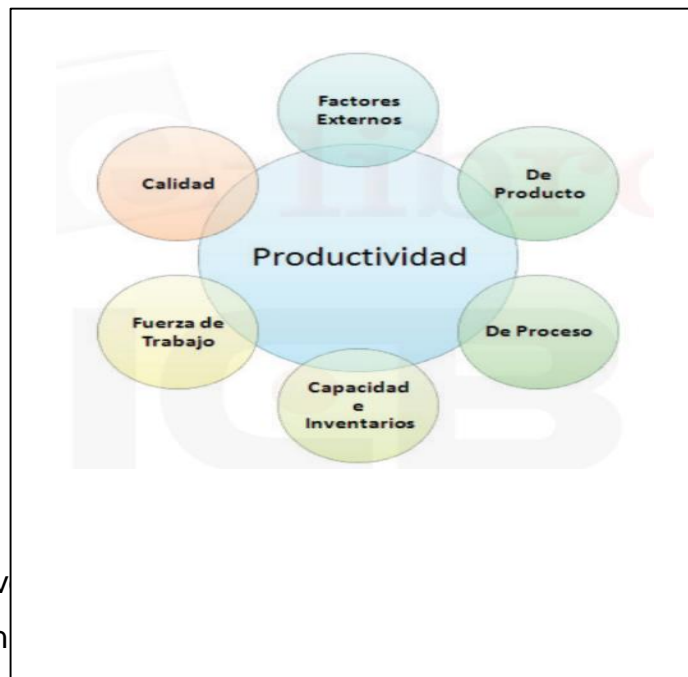 Factores
Externos
Calidad
De
Producto
Productividad
Fuerza de
Trabajo
De Proceso
Capacidad
e
Inventarios